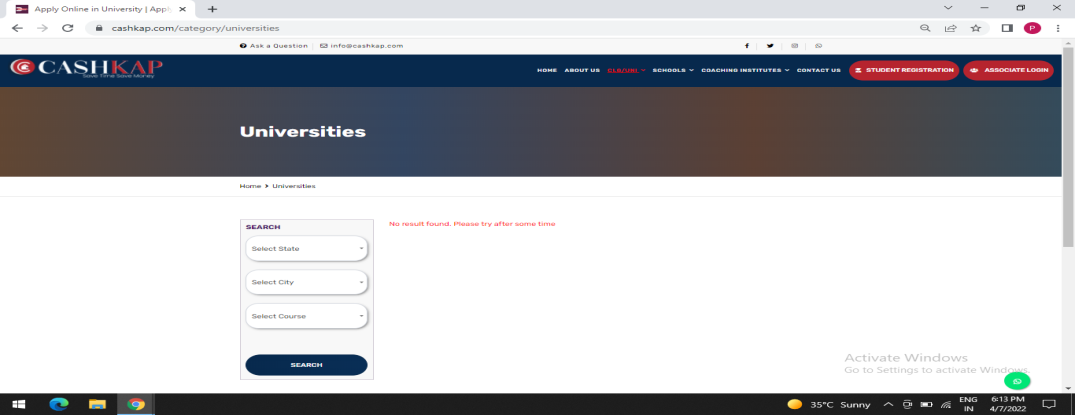 Apply Online in University | Appl
cashkap.com/category/universities
Ask a Question
info@cashkap.com
CASHKAP
Save Time Save Money
HOME
ABOUT US
SCHOOLS
COACHING INSTITUTES
CONTACT US
STUDENT REGISTRATION
ASSOCIATE LOGIN
Universities
Home > Universities
SEARCH
No result found. Please try after some time
Select State
Select City
Select Course
SEARCH
Activate Windows
Go to Settings to activate Windows.
35°C Sunny
ENG
IN
6:13 PM
4/7/2022
P